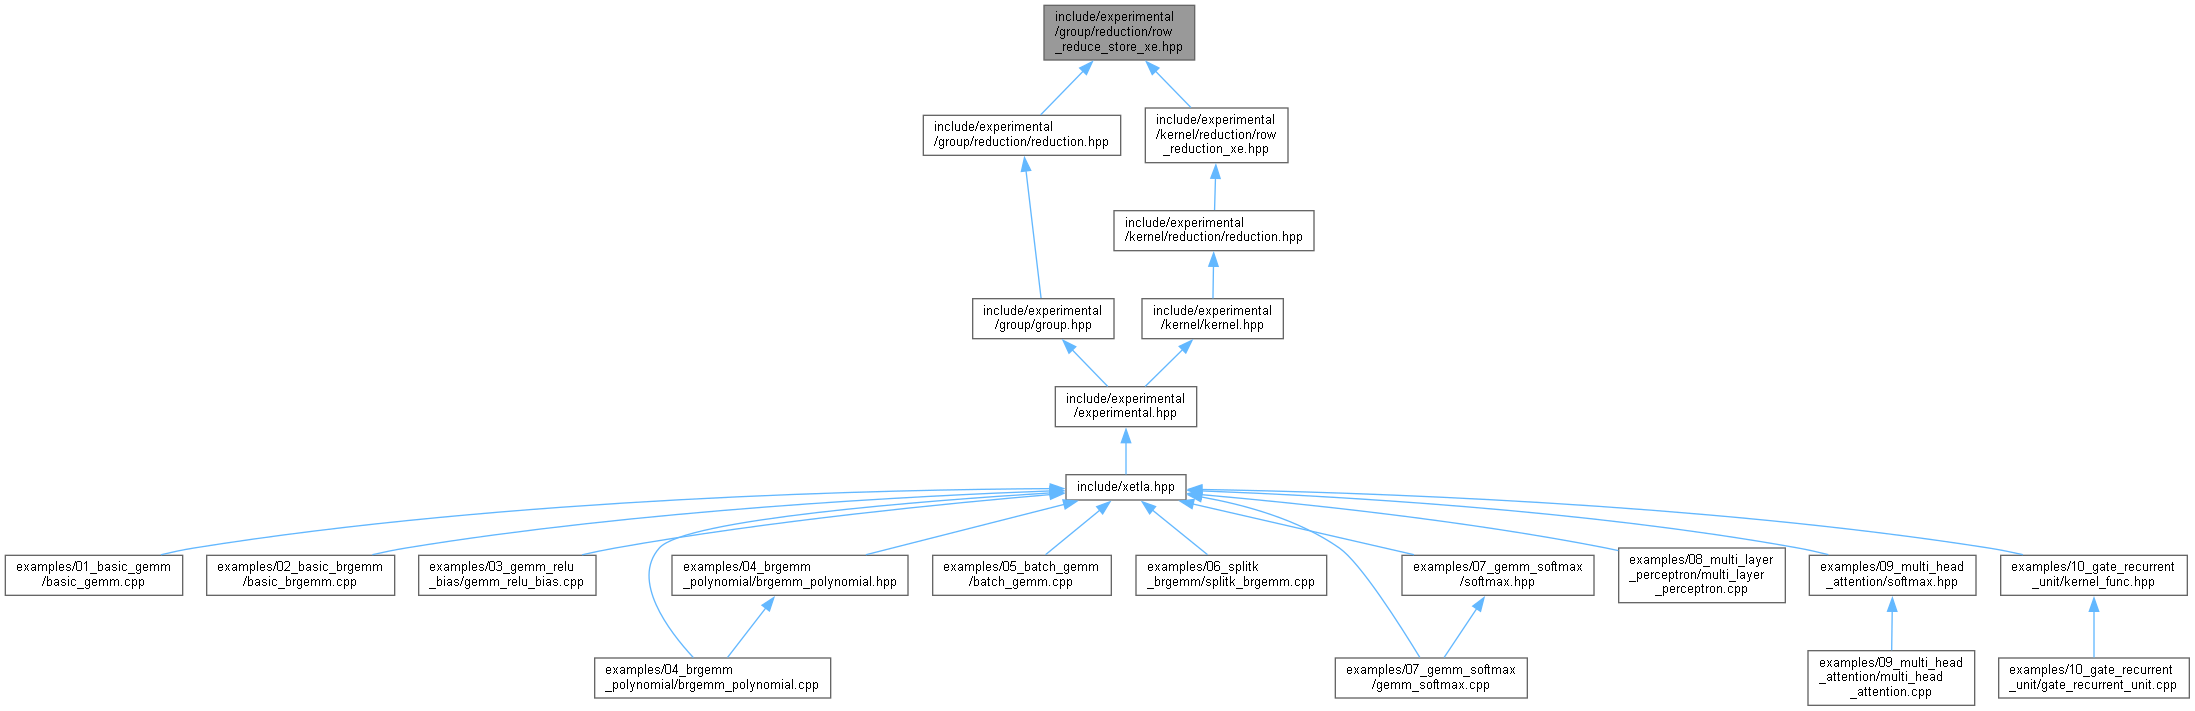 include/experimental
/group/reduction/row
_reduce_store_xe.hpp
include/experimental
/group/reduction/reduction.hpp
include/experimental
/kernel/reduction/row
_reduction_xe.hpp
include/experimental
/kernel/reduction/reduction.hpp
include/experimental
/group/group.hpp
include/experimental
/kernel/kernel.hpp
include/experimental
/experimental.hpp
include/xetla.hpp
examples/01_basic_gemm
/basic_gemm.cpp
examples/02_basic_brgemm
/basic_brgemm.cpp
examples/03_gemm_relu
_bias/gemm_relu_bias.cpp
examples/04_brgemm
_polynomial/brgemm_polynomial.hpp
examples/05_batch_gemm
/batch_gemm.cpp
examples/06_splitk
_brgemm/splitk_brgemm.cpp
examples/07_gemm_softmax
/softmax.hpp
examples/08_multi_layer
_perceptron/multi_layer
_perceptron.cpp
examples/09_multi_head
_attention/softmax.hpp
examples/10_gate_recurrent
_unit/kernel_func.hpp
examples/04_brgemm
_polynomial/brgemm_polynomial.cpp
examples/07_gemm_softmax
/gemm_softmax.cpp
examples/09_multi_head
_attention/multi_head
_attention.cpp
examples/10_gate_recurrent
_unit/gate_recurrent_unit.cpp